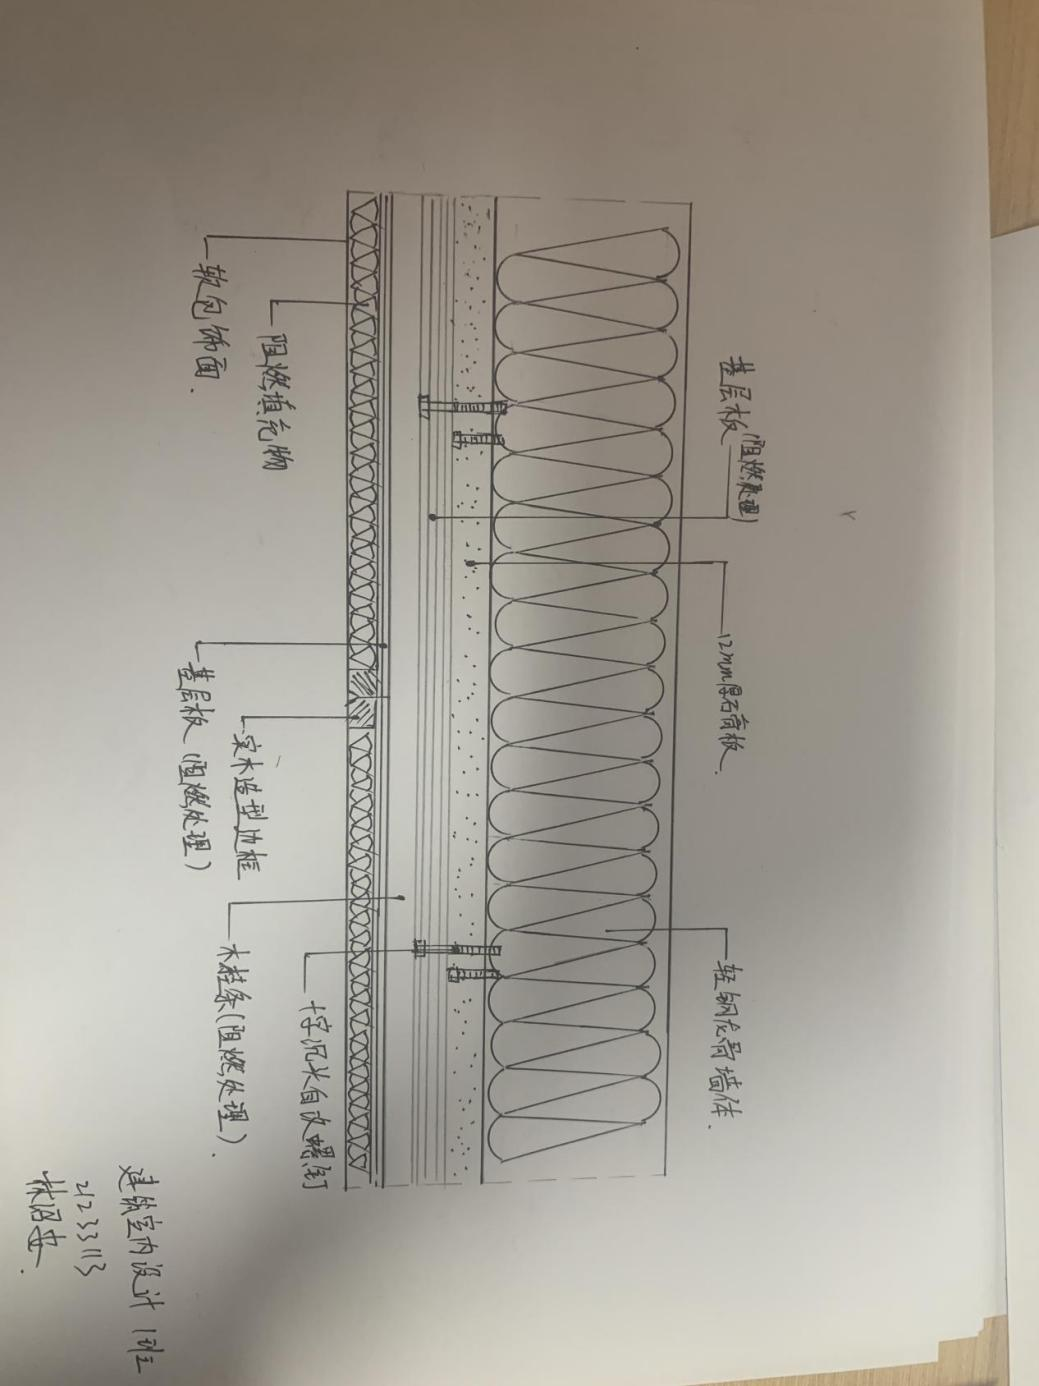 基层板(阻燃处理)
12mm厚石膏板.
轻钢龙骨墙体.
软包饰面.
阻燃填充物
基层板(阻燃处理)
实木造型边框
木栓条(阻燃处理).
十字沉头自攻螺钉
建筑室内设计1班
21233113